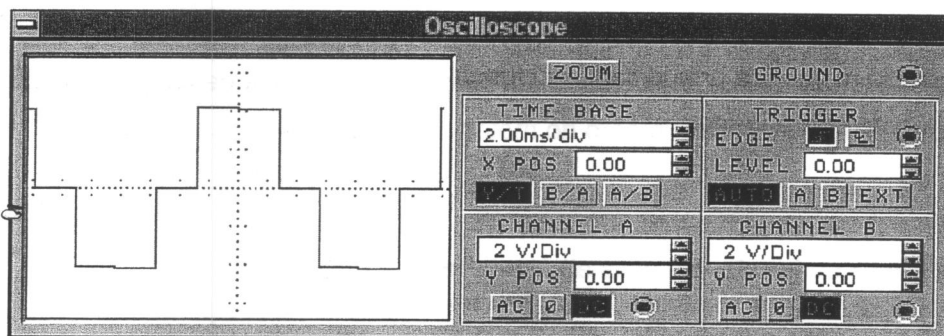 Oscilloscope
ZOOM GROUND
TIME BASE
2.00ms/div
X POS 0.00
Y/T B/A A/B
TRIGGER
EDGE
LEVEL 0.00
AUTO A B EXT
CHANNEL A
2 V/Div
Y POS 0.00
AC 0 DC
CHANNEL B
2 V/Div
Y POS 0.00
AC 0 DC